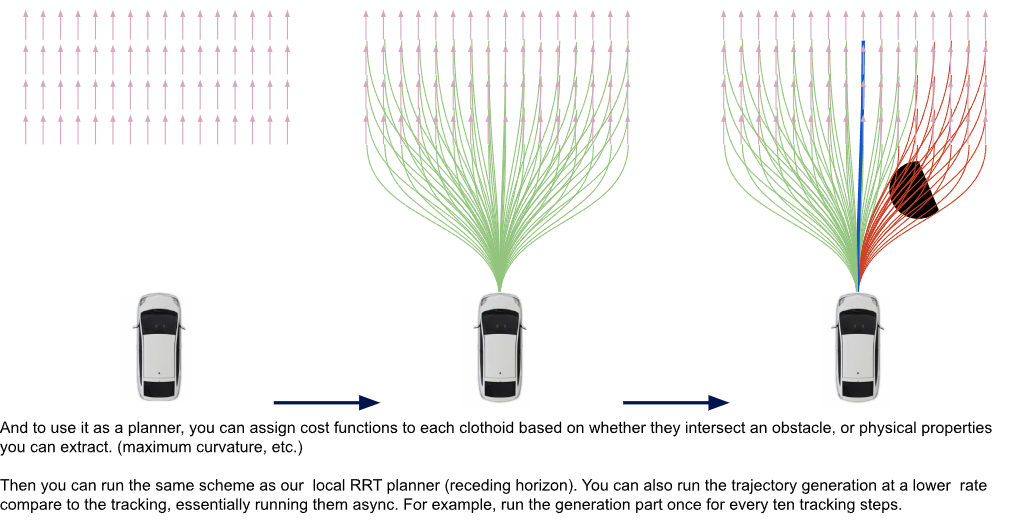 And to use it as a planner, you can assign cost functions to each clothoid based on whether they intersect an obstacle, or physical properties
you can extract. (maximum curvature, etc.)
Then you can run the same scheme as our local RRT planner (receding horizon). You can also run the trajectory generation at a lower rate
compare to the tracking, essentially running them async. For example, run the generation part once for every ten tracking steps.